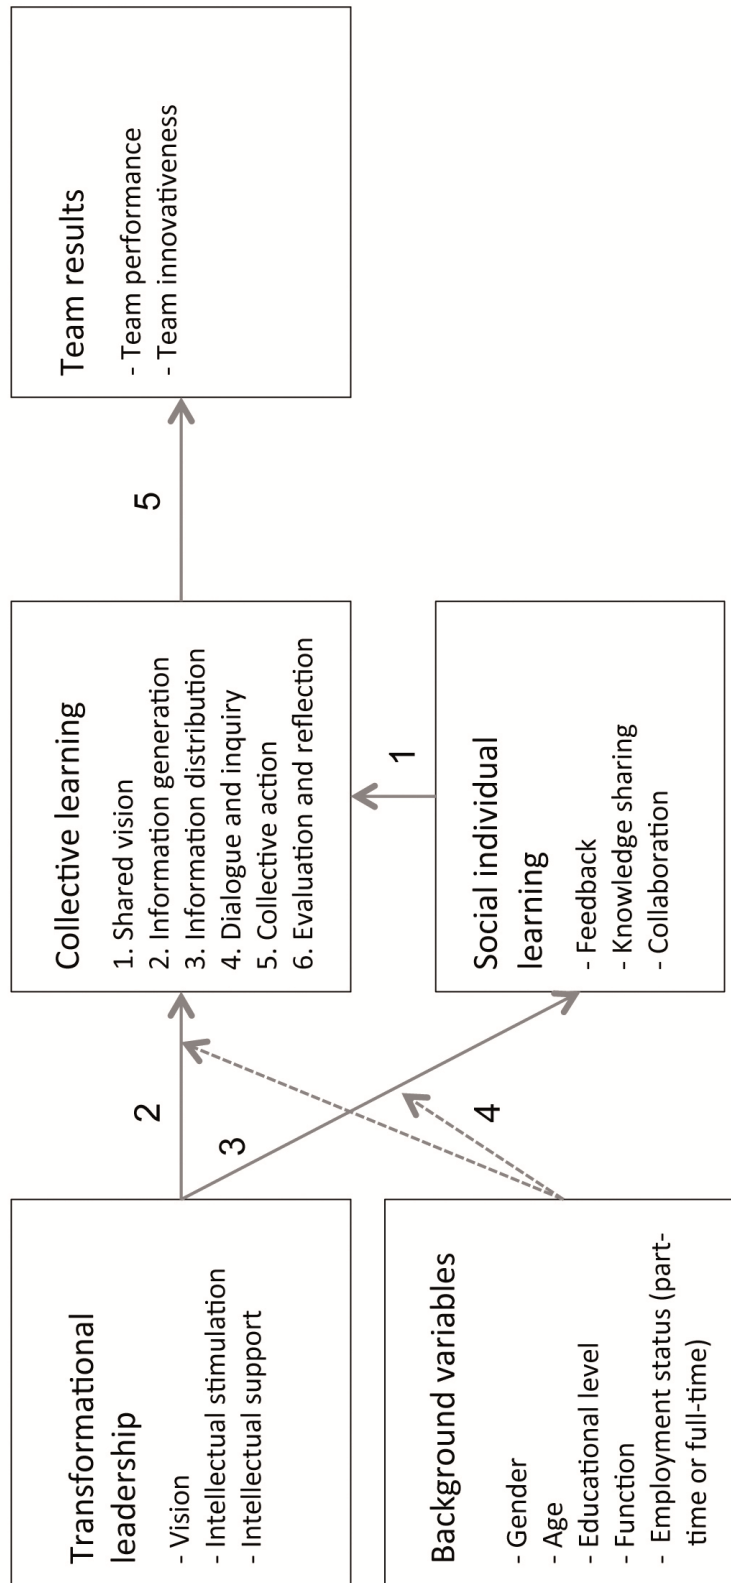 Transformational
leadership
- Vision
- Intellectual stimulation
- Intellectual support
Background variables
- Gender
- Age
- Educational level
- Function
- Employment status (part-
time or full-time)
2
3
4
Collective learning
1. Shared vision
2. Information generation
3. Information distribution
4. Dialogue and inquiry
5. Collective action
6. Evaluation and reflection
1
Social individual
learning
- Feedback
- Knowledge sharing
- Collaboration
5
Team results
- Team performance
- Team innovativeness